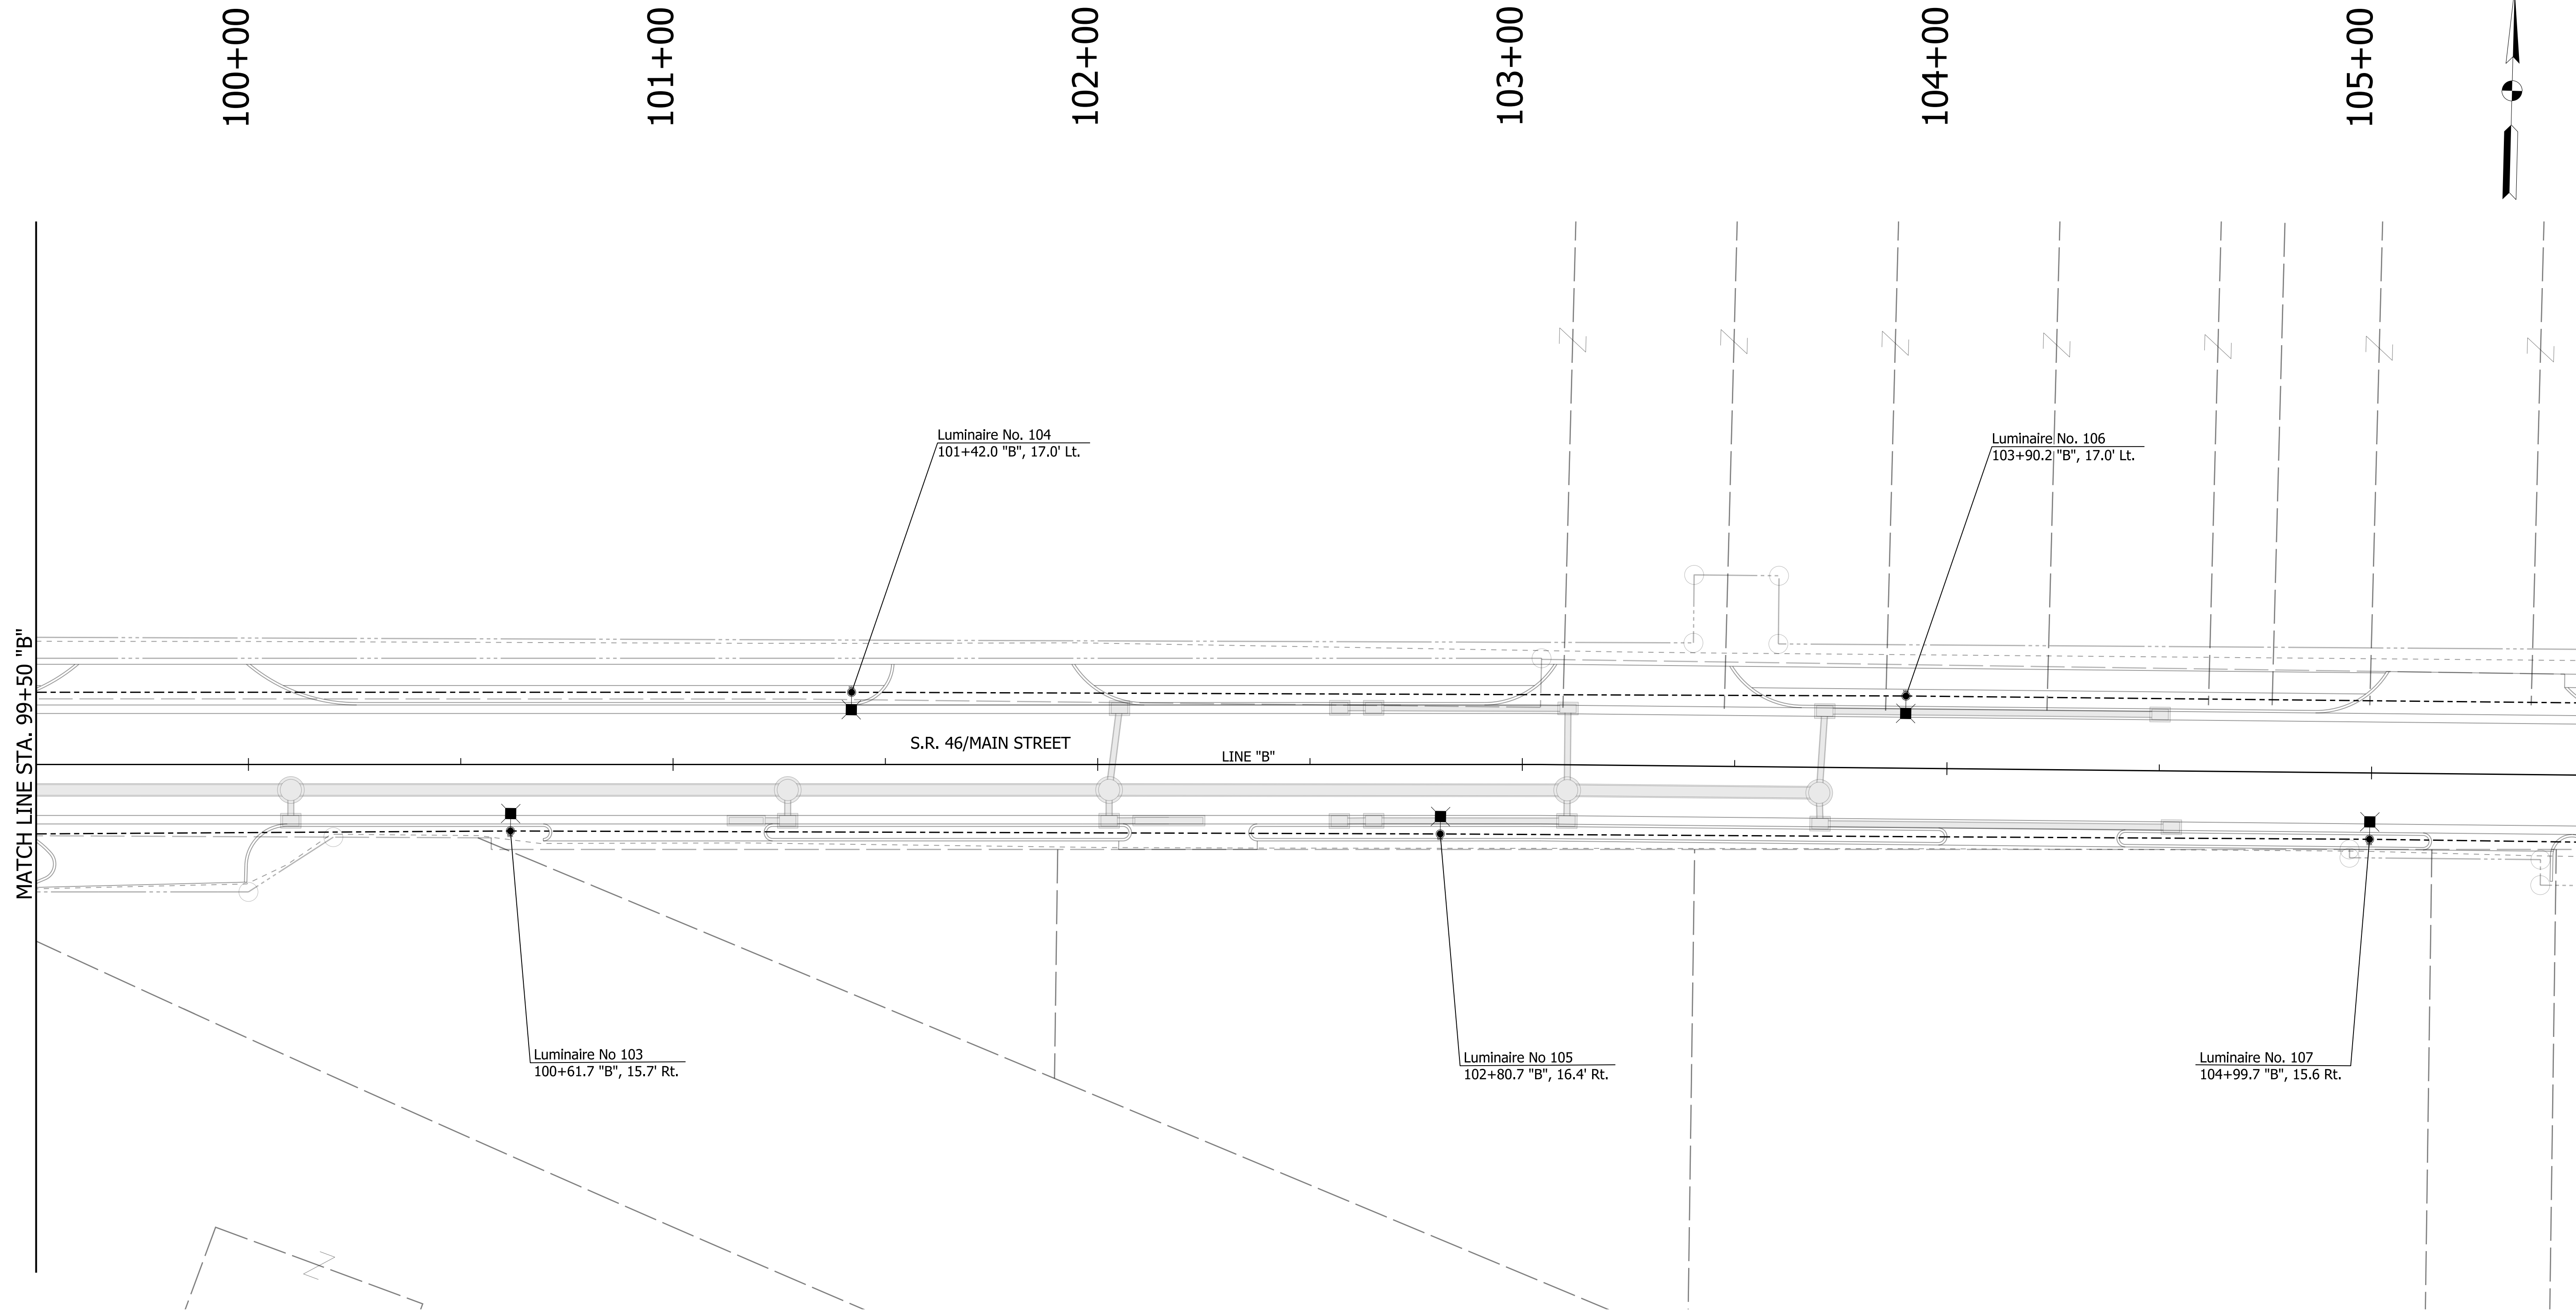 100+00
101+00
102+00
103+00
104+00
105+00
Luminaire No. 104
101+42.0 "B", 17.0' Lt.
Luminaire No. 106
103+90.2 "B", 17.0' Lt.
MATCH LINE STA. 99+50 "B"
S.R. 46/MAIN STREET
LINE "B"
Luminaire No 103
100+61.7 "B", 15.7' Rt.
Luminaire No 105
102+80.7 "B", 16.4' Rt.
Luminaire No. 107
104+99.7 "B", 15.6 Rt.